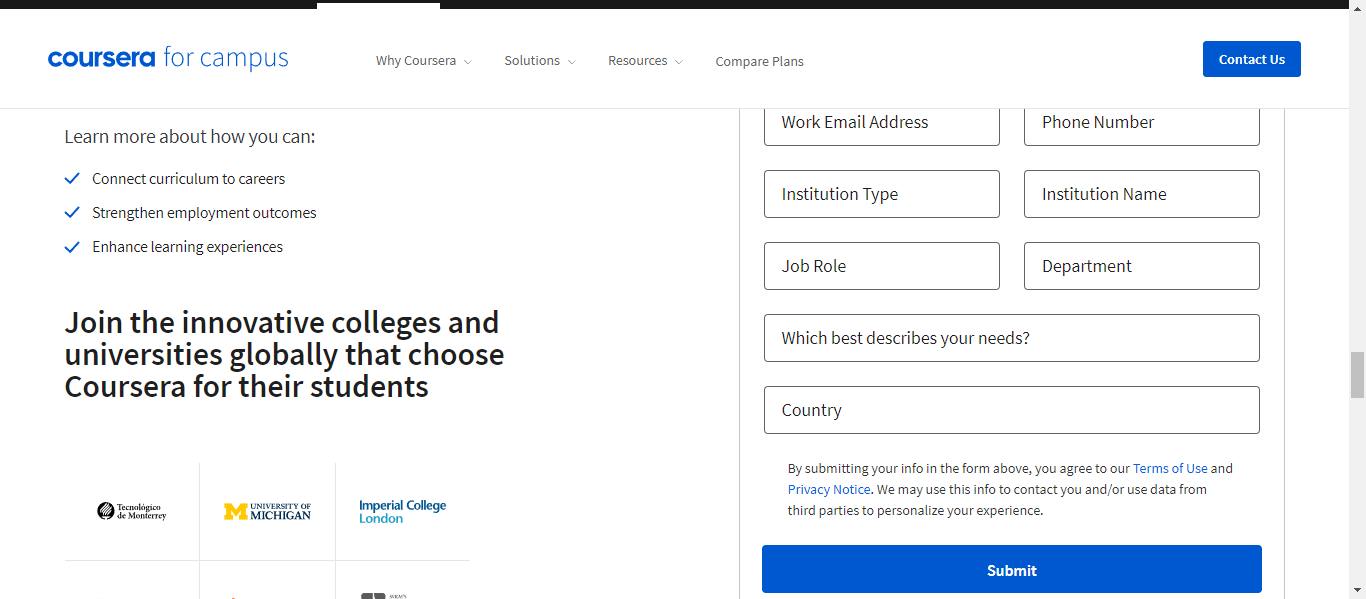 coursera for campus
Why Coursera
Solutions
Resources
Compare Plans
Contact Us
Learn more about how you can:
Connect curriculum to careers
Strengthen employment outcomes
Enhance learning experiences
Join the innovative colleges and
universities globally that choose
Coursera for their students
Tecnológico
de Monterrey
UNIVERSITY OF
MICHIGAN
Imperial College
London
Work Email Address
Phone Number
Institution Type
Institution Name
Job Role
Department
Which best describes your needs?
Country
By submitting your info in the form above, you agree to our Terms of Use and
Privacy Notice. We may use this info to contact you and/or use data from
third parties to personalize your experience.
Submit